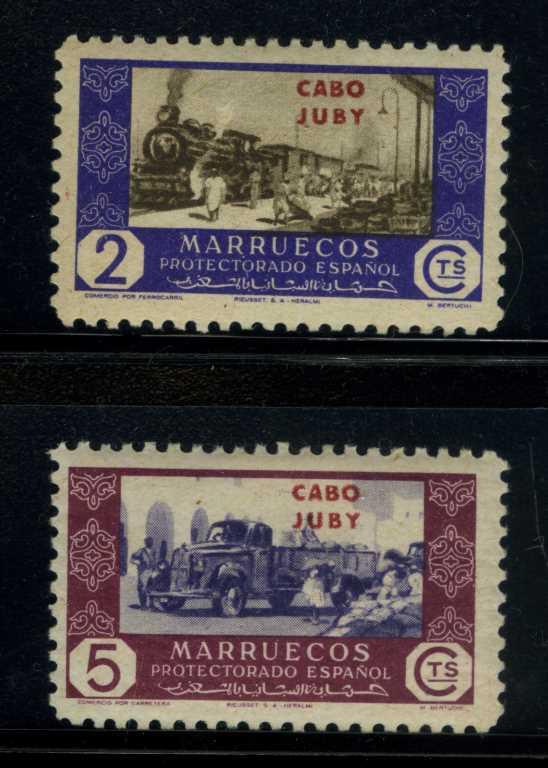 CABO
JUBY
MARRUECOS
2 PROTECTORADO ESPAÑOL CTS
COMERCIO POR FERROCARRIL RIEUSSET. S. A - HERALMI M. BERTUCHI
CABO
JUBY
MARRUECOS
5 PROTECTORADO ESPAÑOL CTS
COMERCIO POR CARRETERA RIEUSSET. S. A - HERALMI M. BERTUCHI